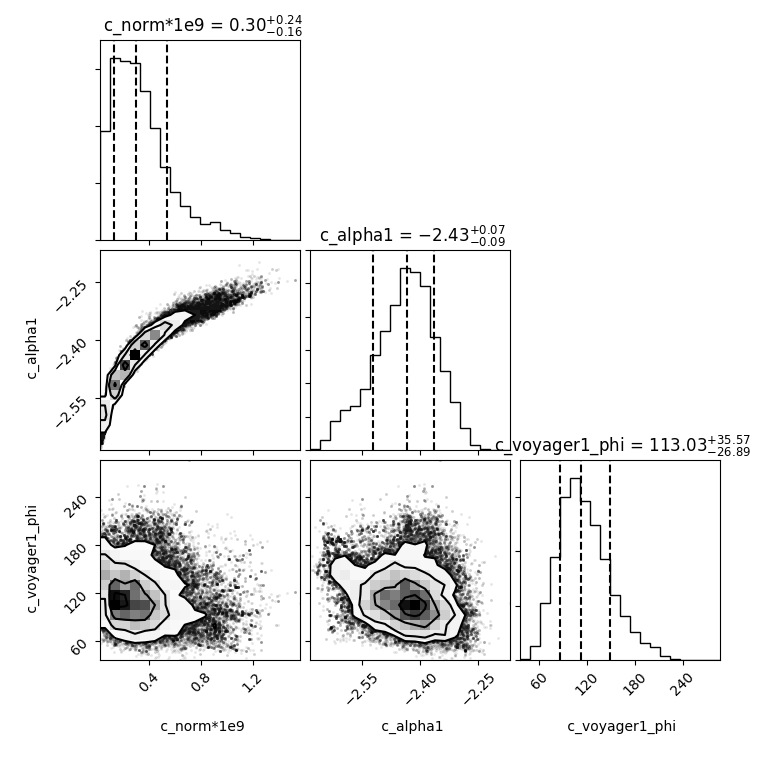 c_norm*1e9 = 0.30+0.24−0.16
c_alpha1 = −2.43+0.07−0.09
−2.25
−2.40
−2.55
c_alpha1
c_voyager1_phi = 113.03+35.57−26.89
240
180
120
60
c_voyager1_phi
0.4 0.8 1.2
−2.55 −2.40 −2.25
60 120 180 240
c_norm*1e9 c_alpha1 c_voyager1_phi